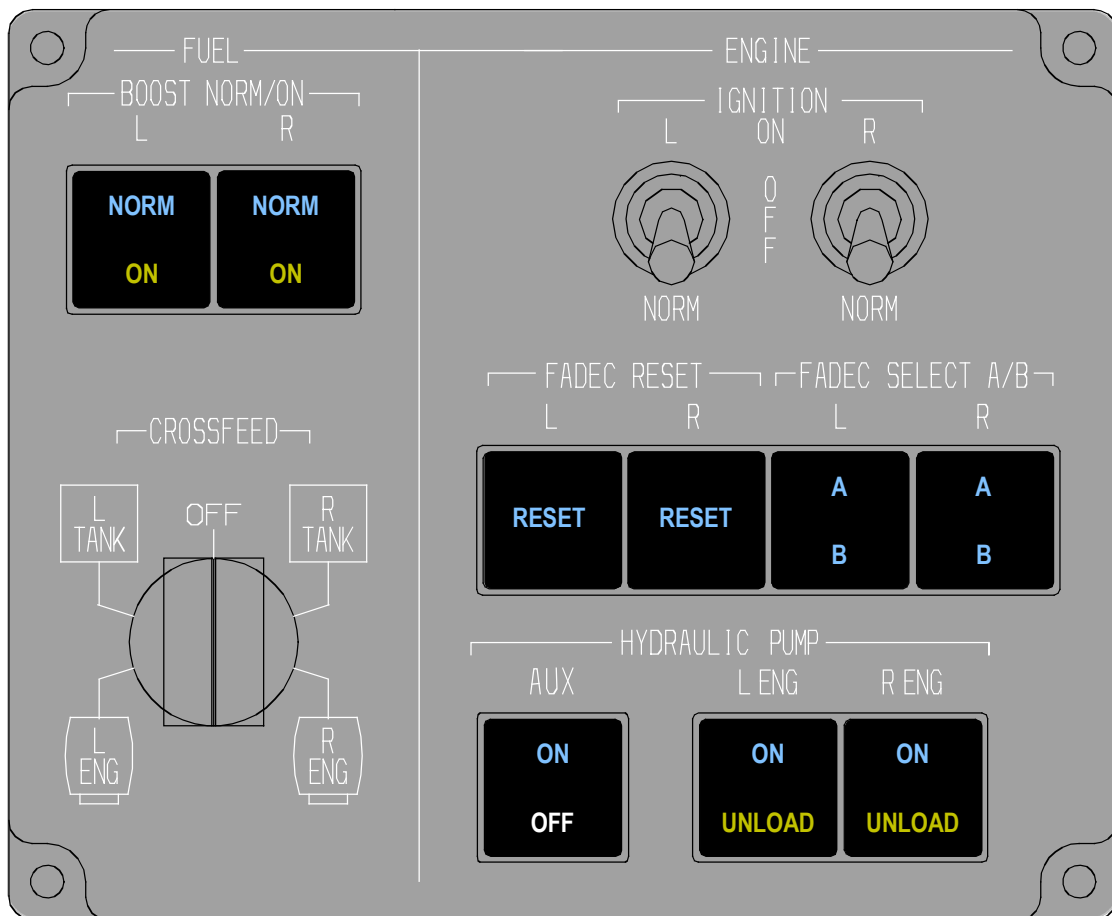 FUEL
BOOST NORM/ON
L R
NORM NORM
ON ON
CROSSFEED
OFF
L TANK
R TANK
L ENG
R ENG
ENGINE
IGNITION
L ON R
OFF
NORM NORM
FADEC RESET FADEC SELECT A/B
L R L R
RESET RESET A A
B B
HYDRAULIC PUMP
AUX L ENG R ENG
ON ON ON
OFF UNLOAD UNLOAD